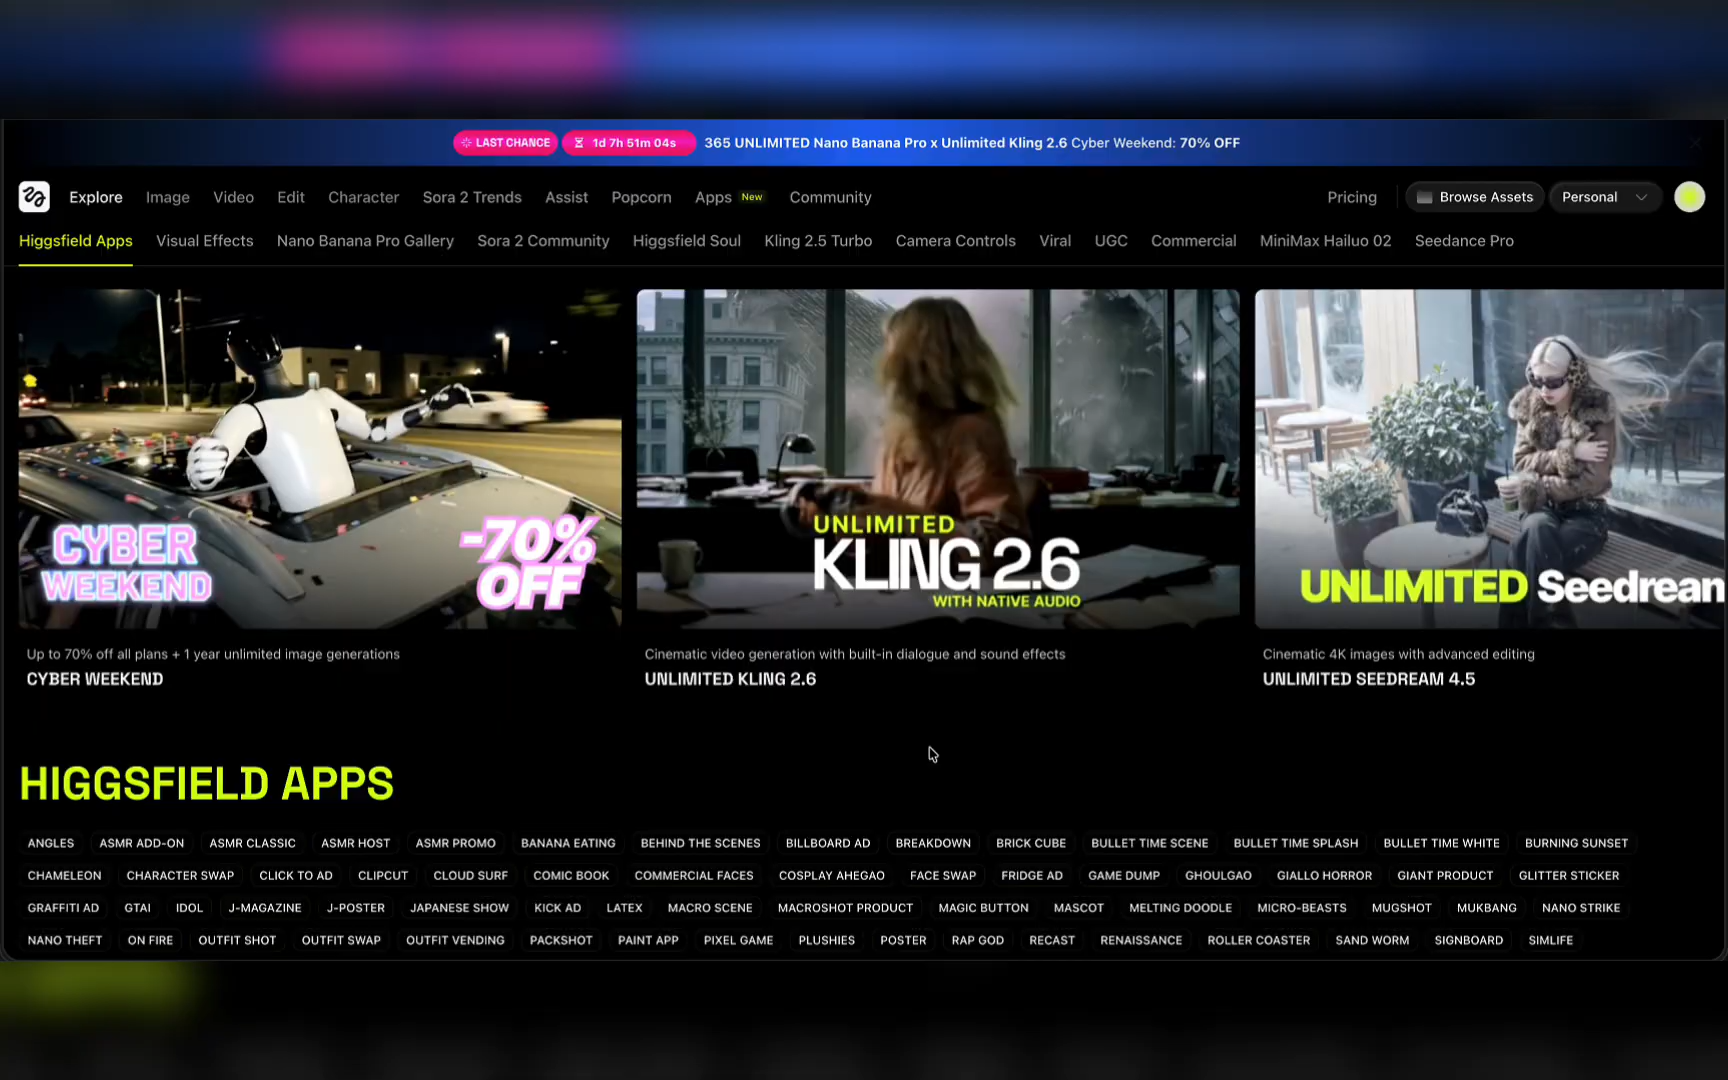 LAST CHANCE 1d 7h 51m 04s 365 UNLIMITED Nano Banana Pro x Unlimited Kling 2.6 Cyber Weekend: 70% OFF
Explore Image Video Edit Character Sora 2 Trends Assist Popcorn Apps New Community Pricing Browse Assets Personal
Higgsfield Apps Visual Effects Nano Banana Pro Gallery Sora 2 Community Higgsfield Soul Kling 2.5 Turbo Camera Controls Viral UGC Commercial MiniMax Hailuo 02 Seedance Pro
CYBER
WEEKEND
-70%
OFF
UNLIMITED
KLING 2.6
WITH NATIVE AUDIO
UNLIMITED Seedream
Up to 70% off all plans + 1 year unlimited image generations
CYBER WEEKEND
Cinematic video generation with built-in dialogue and sound effects
UNLIMITED KLING 2.6
Cinematic 4K images with advanced editing
UNLIMITED SEEDREAM 4.5
HIGGSFIELD APPS
ANGLES ASMR ADD-ON ASMR CLASSIC ASMR HOST ASMR PROMO BANANA EATING BEHIND THE SCENES BILLBOARD AD BREAKDOWN BRICK CUBE BULLET TIME SCENE BULLET TIME SPLASH BULLET TIME WHITE BURNING SUNSET
CHAMELEON CHARACTER SWAP CLICK TO AD CLIPCUT CLOUD SURF COMIC BOOK COMMERCIAL FACES COSPLAY AHEGAO FACE SWAP FRIDGE AD GAME DUMP GHOULGAO GIALLO HORROR GIANT PRODUCT GLITTER STICKER
GRAFFITI AD GTAI IDOL J-MAGAZINE J-POSTER JAPANESE SHOW KICK AD LATEX MACRO SCENE MACROSHOT PRODUCT MAGIC BUTTON MASCOT MELTING DOODLE MICRO-BEASTS MUGSHOT MUKBANG NANO STRIKE
NANO THEFT ON FIRE OUTFIT SHOT OUTFIT SWAP OUTFIT VENDING PACKSHOT PAINT APP PIXEL GAME PLUSHIES POSTER RAP GOD RECAST RENAISSANCE ROLLER COASTER SAND WORM SIGNBOARD SIMLIFE